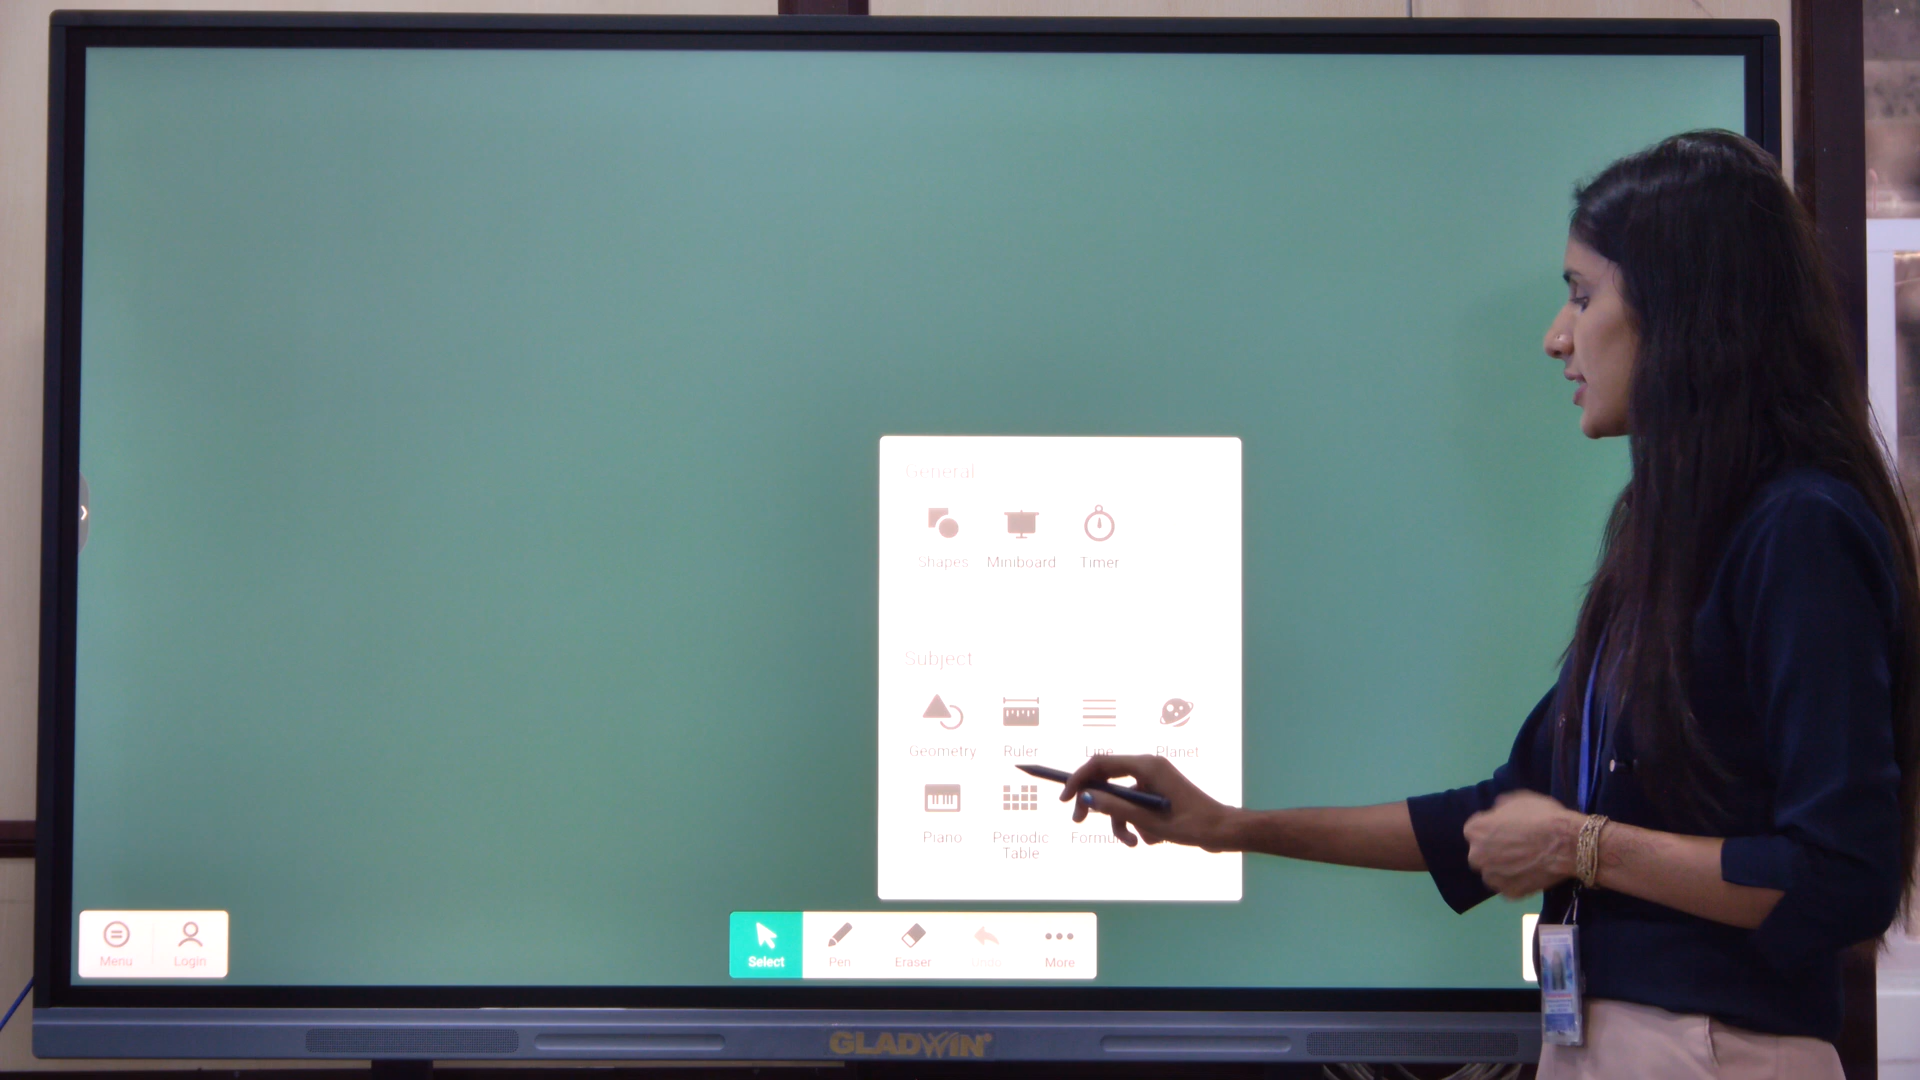 General
Shapes Miniboard Timer
Subject
Geometry Ruler Line Planet
Piano Periodic Table
Menu Login
Select Pen Eraser Undo More
GLADWIN®